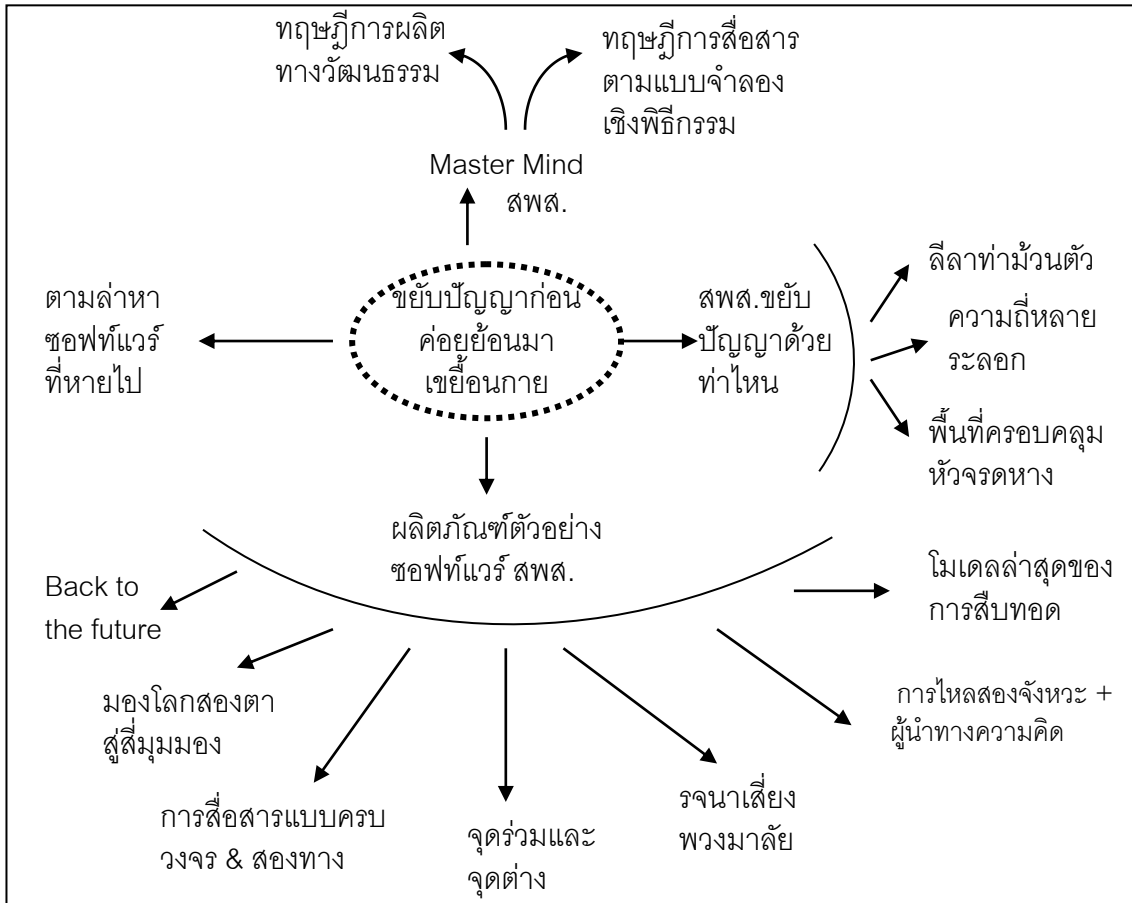 ทฤษฎีการผลิต
ทางวัฒนธรรม
ทฤษฎีการสื่อสาร
ตามแบบจำลอง
เชิงพิธีกรรม
Master Mind
สพส.
ตามล่าหา
ซอฟท์แวร์
ที่หายไป
ขยับปัญญาก่อน
ค่อยย้อนมา
เขยื้อนกาย
สพส.ขยับ
ปัญญาด้วย
ท่าไหน
ลีลาท่าม้วนตัว
ความถี่หลาย
ระลอก
พื้นที่ครอบคลุม
หัวจรดหาง
ผลิตภัณฑ์ตัวอย่าง
ซอฟท์แวร์ สพส.
Back to
the future
มองโลกสองตา
สู่สี่มุมมอง
การสื่อสารแบบครบ
วงจร & สองทาง
จุดร่วมและ
จุดต่าง
รจนาเสี่ยง
พวงมาลัย
การไหลสองจังหวะ +
ผู้นำทางความคิด
โมเดลล่าสุดของ
การสืบทอด